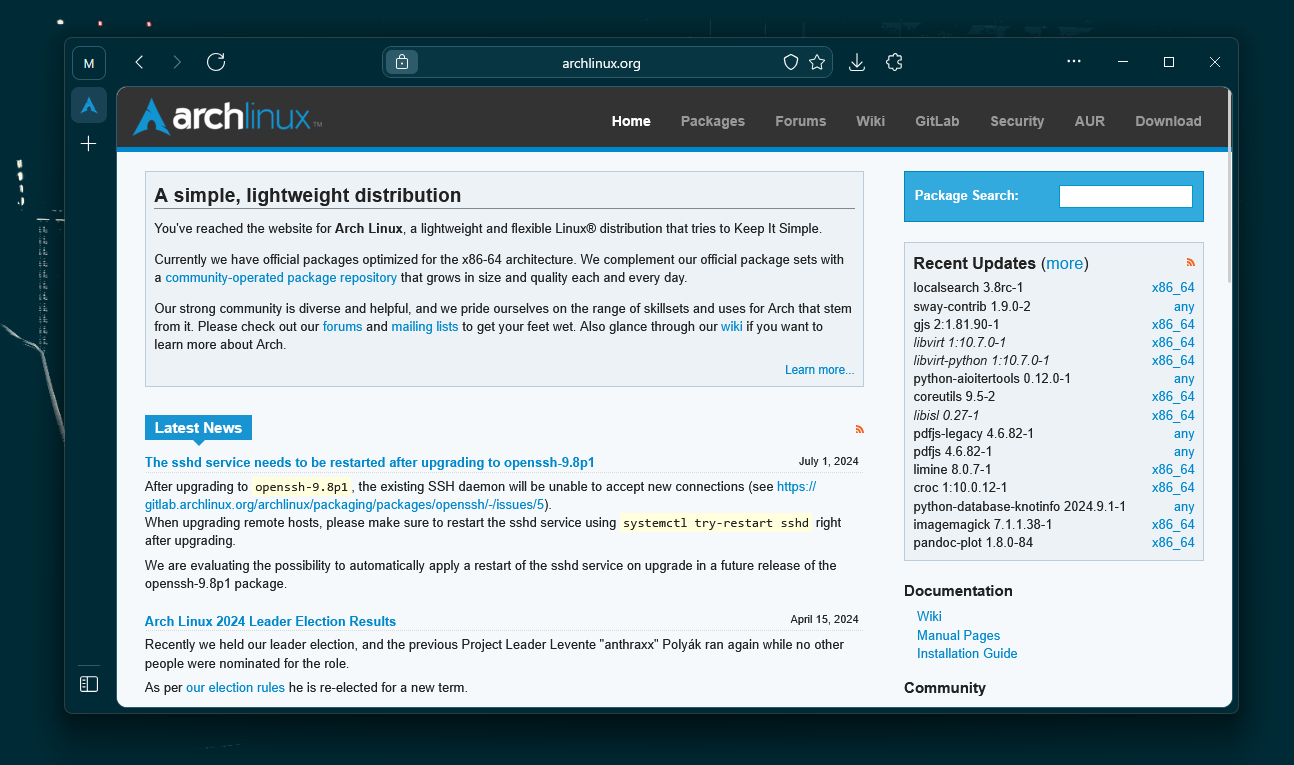 M
archlinux.org
archlinux™
Home Packages Forums Wiki GitLab Security AUR Download
A simple, lightweight distribution
You've reached the website for Arch Linux, a lightweight and flexible Linux® distribution that tries to Keep It Simple.
Currently we have official packages optimized for the x86-64 architecture. We complement our official package sets with
a community-operated package repository that grows in size and quality each and every day.
Our strong community is diverse and helpful, and we pride ourselves on the range of skillsets and uses for Arch that stem
from it. Please check out our forums and mailing lists to get your feet wet. Also glance through our wiki if you want to
learn more about Arch.
Learn more...
Latest News
The sshd service needs to be restarted after upgrading to openssh-9.8p1 July 1, 2024
After upgrading to openssh-9.8p1, the existing SSH daemon will be unable to accept new connections (see https://
gitlab.archlinux.org/archlinux/packaging/packages/openssh/-/issues/5).
When upgrading remote hosts, please make sure to restart the sshd service using systemctl try-restart sshd right
after upgrading.
We are evaluating the possibility to automatically apply a restart of the sshd service on upgrade in a future release of the
openssh-9.8p1 package.
Arch Linux 2024 Leader Election Results April 15, 2024
Recently we held our leader election, and the previous Project Leader Levente "anthraxx" Polyák ran again while no other
people were nominated for the role.
As per our election rules he is re-elected for a new term.
Package Search:
Recent Updates (more)
localsearch 3.8rc-1 x86_64
sway-contrib 1.9.0-2 any
gjs 2:1.81.90-1 x86_64
libvirt 1:10.7.0-1 x86_64
libvirt-python 1:10.7.0-1 x86_64
python-aioitertools 0.12.0-1 any
coreutils 9.5-2 x86_64
libisl 0.27-1 x86_64
pdfjs-legacy 4.6.82-1 any
pdfjs 4.6.82-1 any
limine 8.0.7-1 x86_64
croc 1:10.0.12-1 x86_64
python-database-knotinfo 2024.9.1-1 any
imagemagick 7.1.1.38-1 x86_64
pandoc-plot 1.8.0-84 x86_64
Documentation
Wiki
Manual Pages
Installation Guide
Community